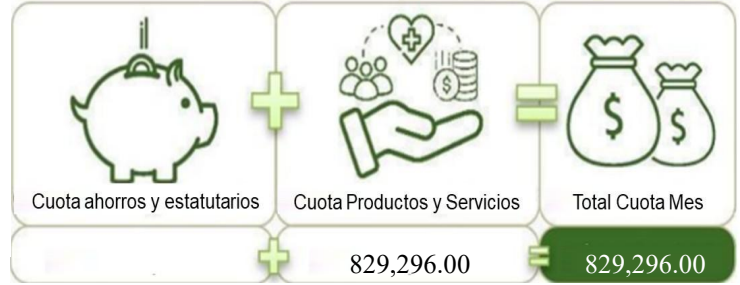 Cuota ahorros y estatutarios
Cuota Productos y Servicios
Total Cuota Mes
829,296.00
829,296.00